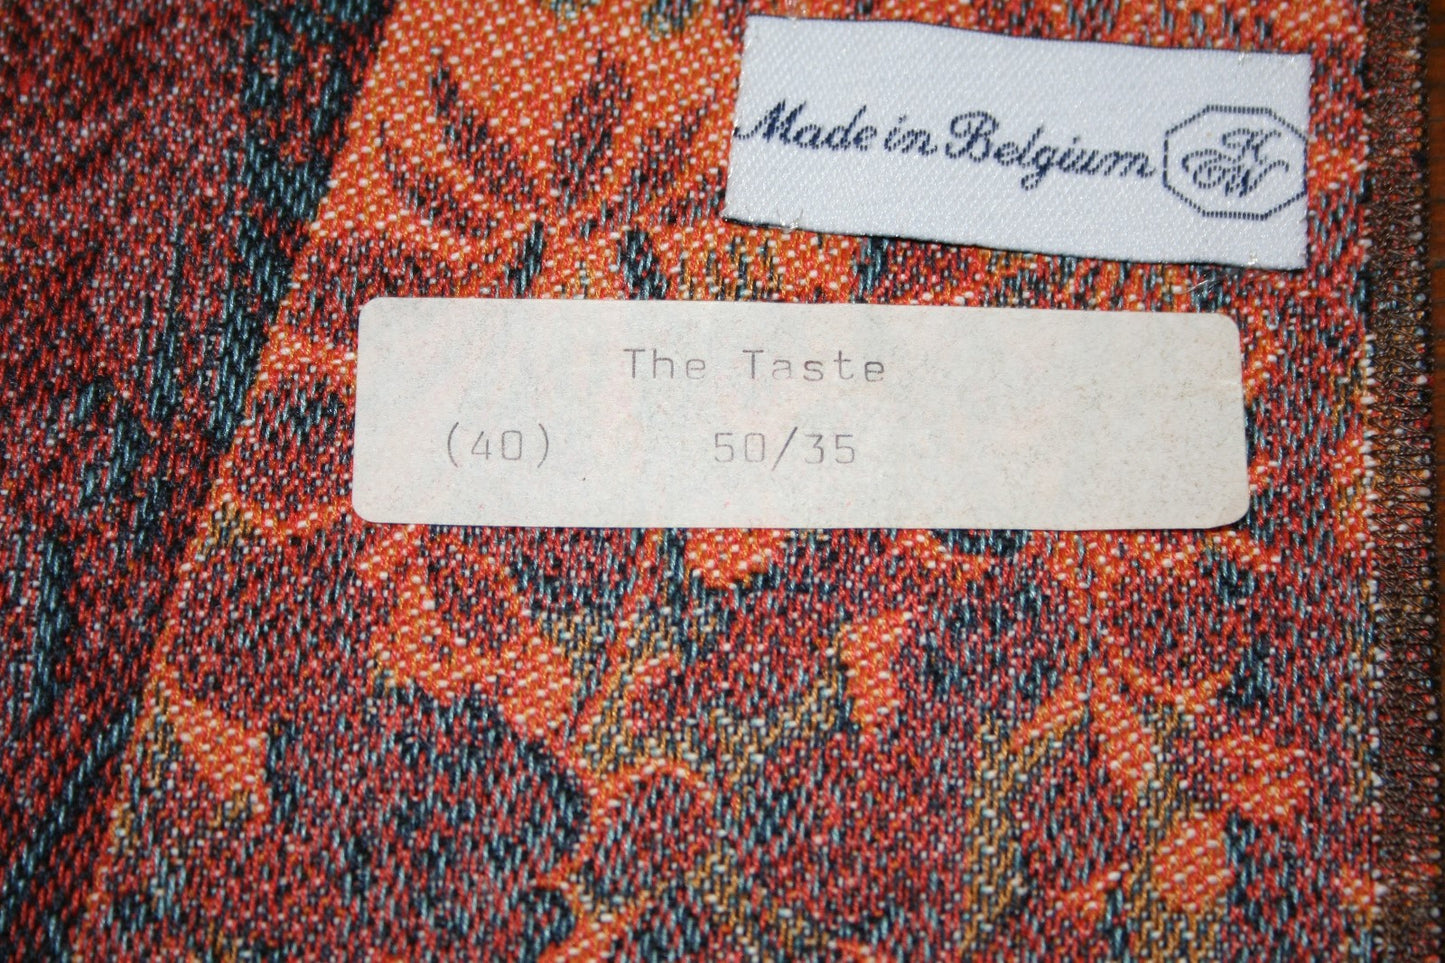 Made in Belgium
The Taste
(40) 50/35